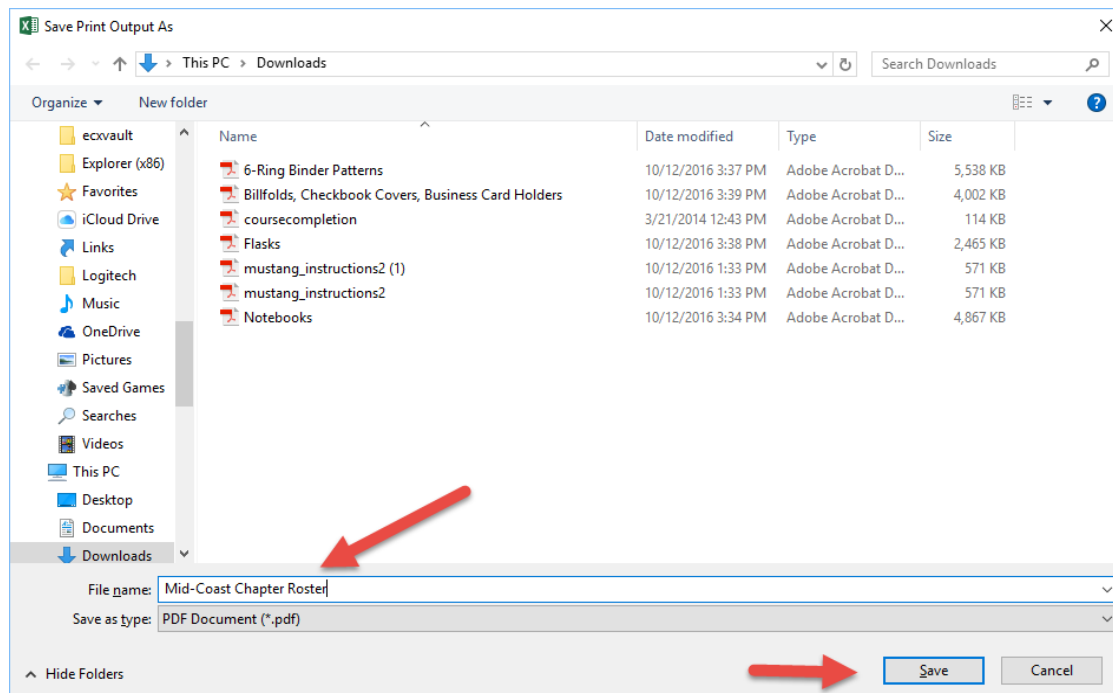 Save Print Output As
This PC > Downloads
Search Downloads
Organize
New folder
ecxvault
Explorer (x86)
Favorites
iCloud Drive
Links
Logitech
Music
OneDrive
Pictures
Saved Games
Searches
Videos
This PC
Desktop
Documents
Downloads
Name Date modified Type Size
6-Ring Binder Patterns 10/12/2016 3:37 PM Adobe Acrobat D... 5,538 KB
Billfolds, Checkbook Covers, Business Card Holders 10/12/2016 3:39 PM Adobe Acrobat D... 4,002 KB
coursecompletion 3/21/2014 12:43 PM Adobe Acrobat D... 114 KB
Flasks 10/12/2016 3:38 PM Adobe Acrobat D... 2,465 KB
mustang_instructions2 (1) 10/12/2016 1:33 PM Adobe Acrobat D... 571 KB
mustang_instructions2 10/12/2016 1:33 PM Adobe Acrobat D... 571 KB
Notebooks 10/12/2016 3:34 PM Adobe Acrobat D... 4,867 KB
File name: Mid-Coast Chapter Roster
Save as type: PDF Document (*.pdf)
Hide Folders
Save
Cancel